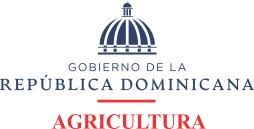 GOBIERNO DE LA
REPÚBLICA DOMINICANA
AGRICULTURA